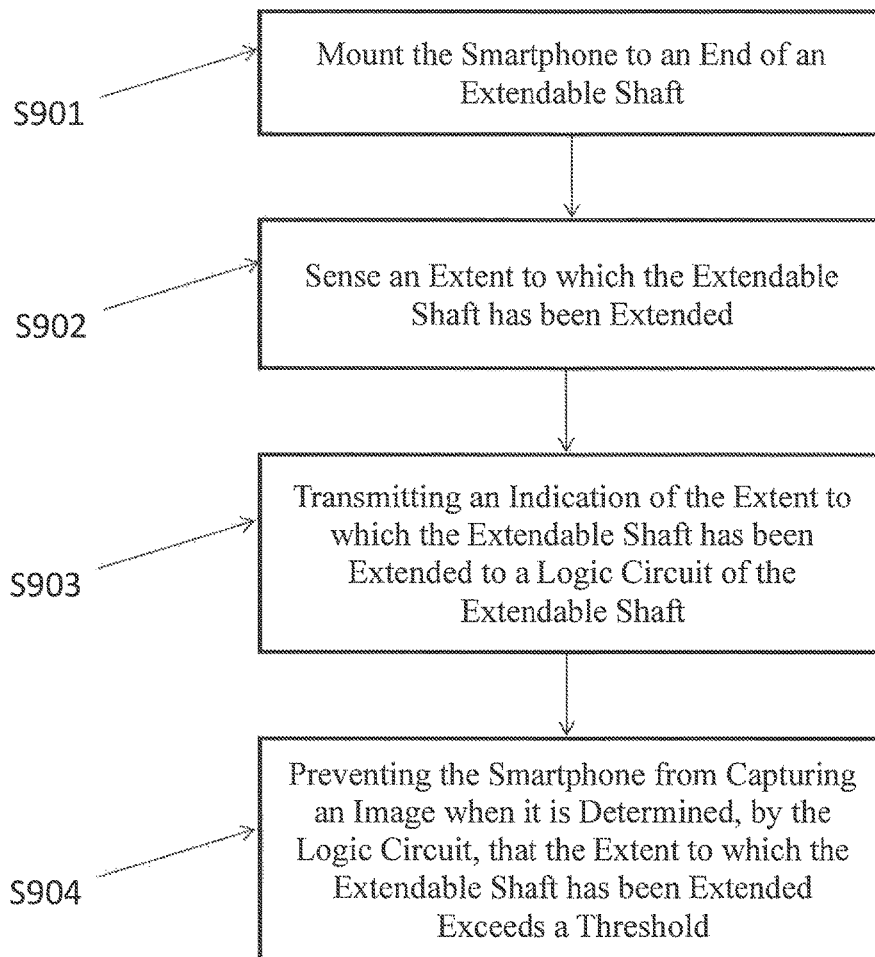 S901
Mount the Smartphone to an End of an
Extendable Shaft
S902
Sense an Extent to which the Extendable
Shaft has been Extended
S903
Transmitting an Indication of the Extent to
which the Extendable Shaft has been
Extended to a Logic Circuit of the
Extendable Shaft
S904
Preventing the Smartphone from Capturing
an Image when it is Determined, by the
Logic Circuit, that the Extent to which the
Extendable Shaft has been Extended
Exceeds a Threshold